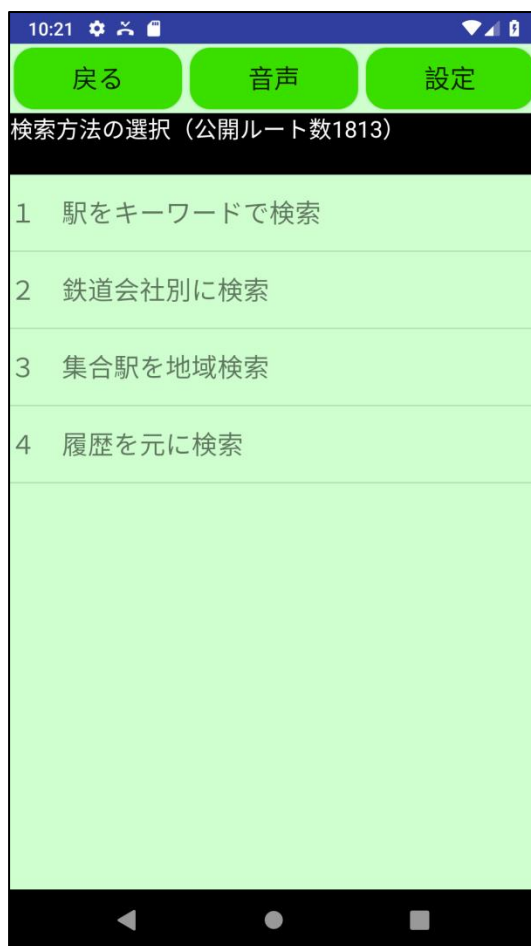 10:21
戻る 音声 設定
検索方法の選択（公開ルート数1813）
1 駅をキーワードで検索
2 鉄道会社別に検索
3 集合駅を地域検索
4 履歴を元に検索